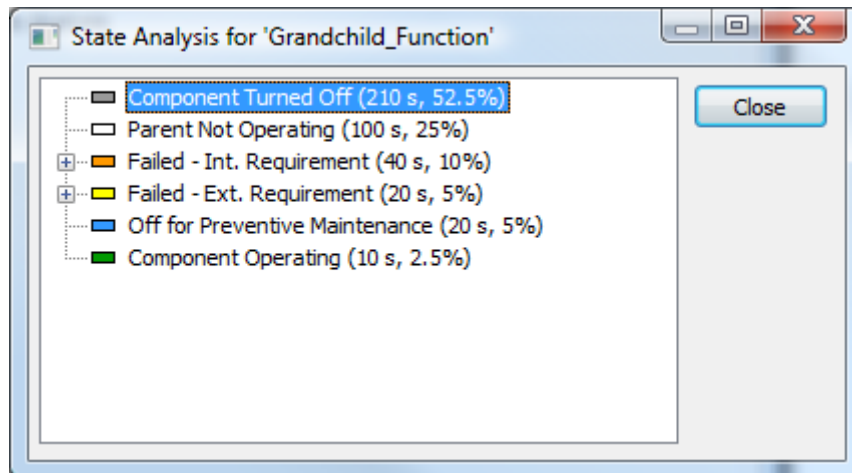 State Analysis for 'Grandchild_Function'
Component Turned Off (210 s, 52.5%)
Close
Parent Not Operating (100 s, 25%)
Failed - Int. Requirement (40 s, 10%)
Failed - Ext. Requirement (20 s, 5%)
Off for Preventive Maintenance (20 s, 5%)
Component Operating (10 s, 2.5%)